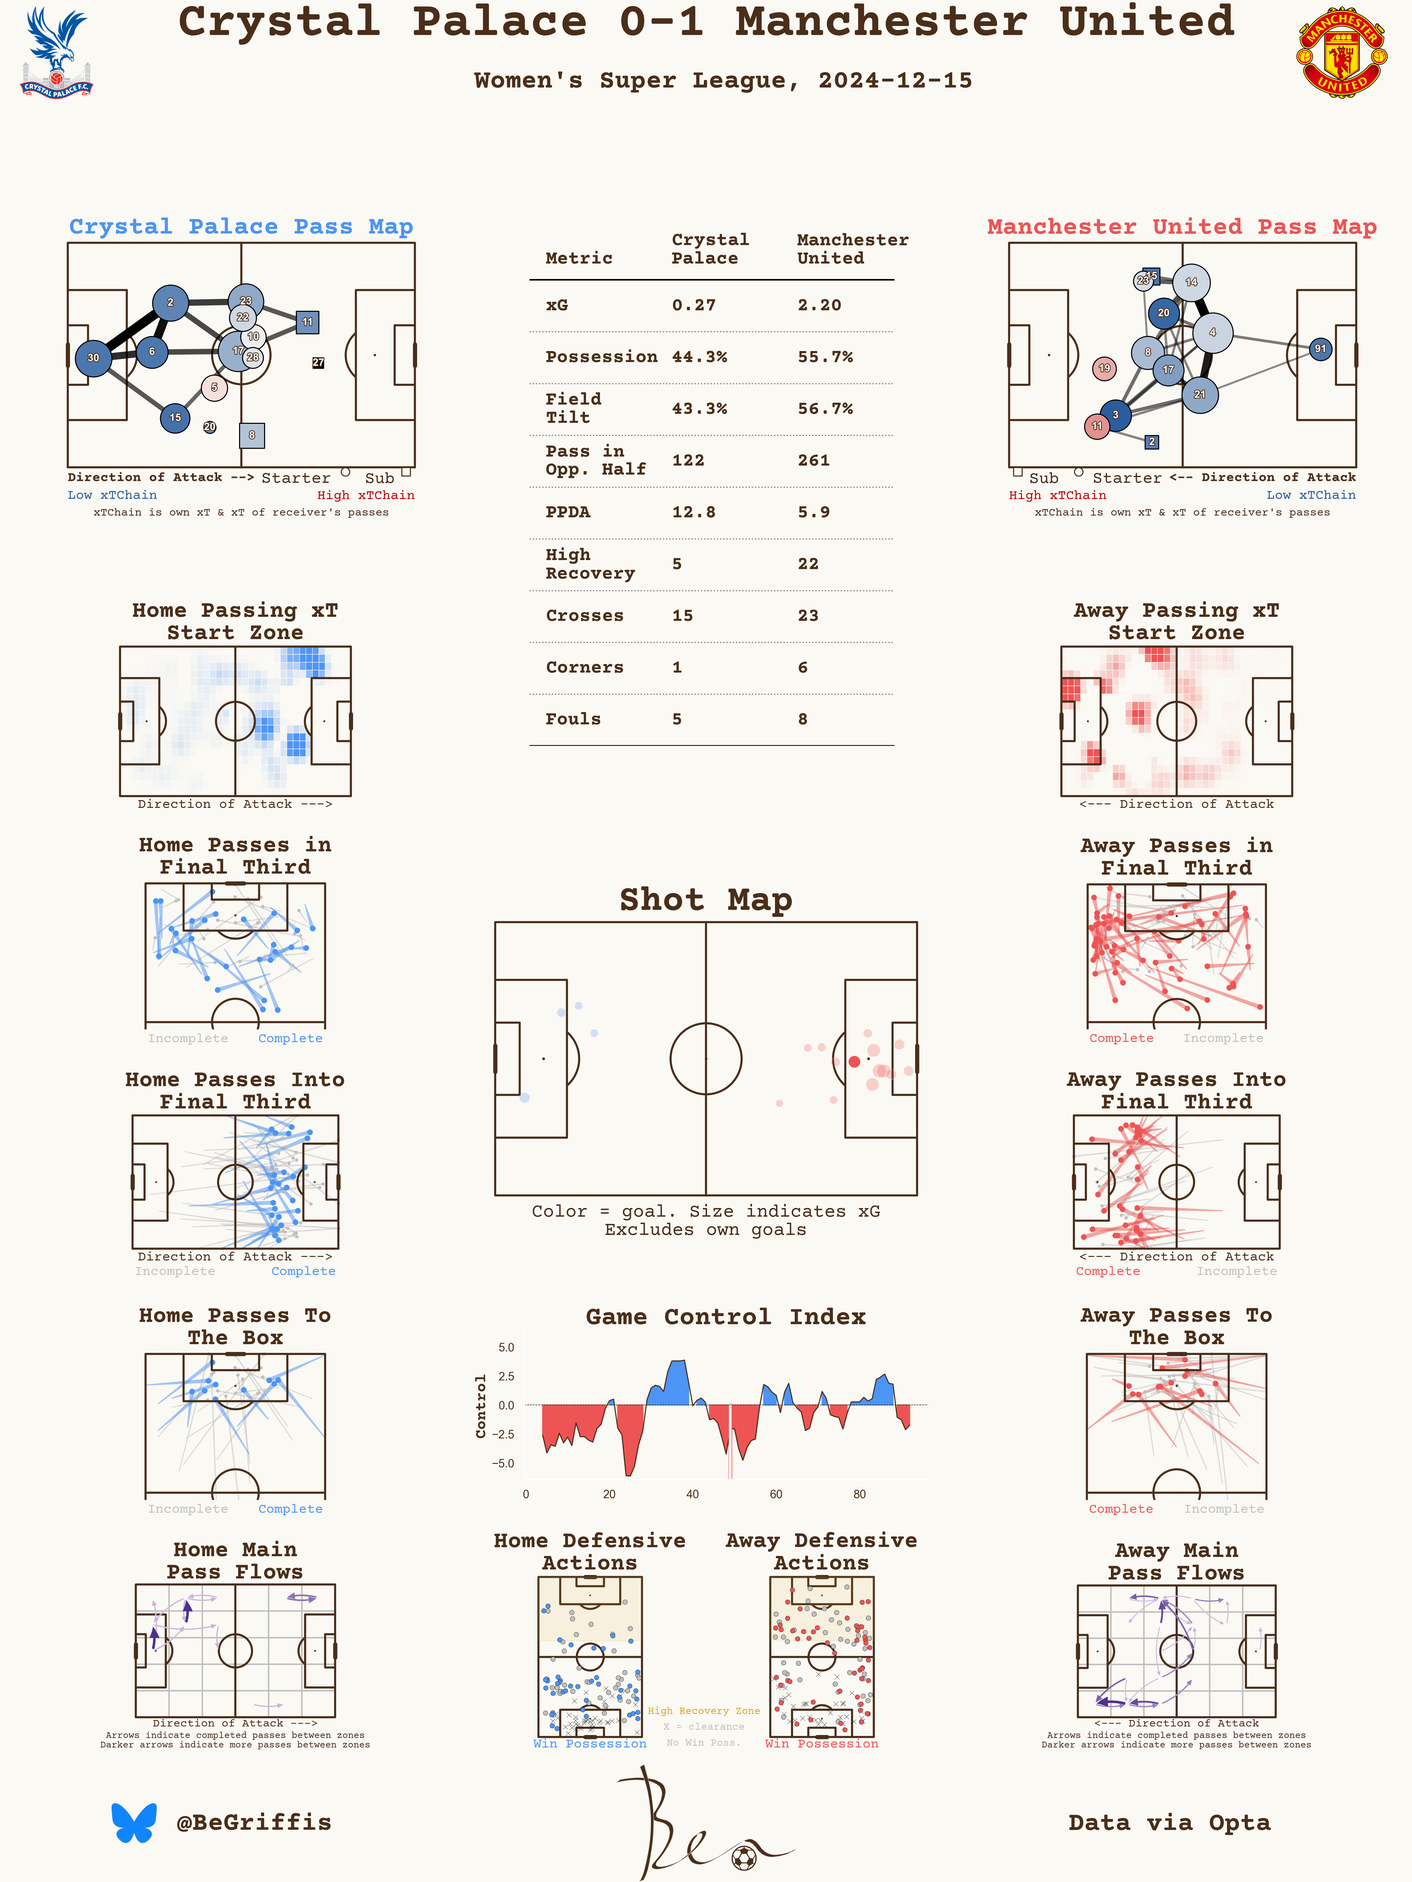 Crystal Palace 0-1 Manchester United
Women's Super League, 2024-12-15
CRYSTAL PALACE F.C.
MANCHESTER
UNITED
Crystal Palace Pass Map
30
2
6
15
23
22
10
17
28
5
20
8
11
27
Direction of Attack --> Starter Sub
Low xTChain High xTChain
xTChain is own xT & xT of receiver's passes
Metric Crystal Palace Manchester United
xG 0.27 2.20
Possession 44.3% 55.7%
Field Tilt 43.3% 56.7%
Pass in Opp. Half 122 261
PPDA 12.8 5.9
High Recovery 5 22
Crosses 15 23
Corners 1 6
Fouls 5 8
Manchester United Pass Map
23
15
14
20
4
8
17
19
21
3
11
2
91
Sub Starter <-- Direction of Attack
High xTChain Low xTChain
xTChain is own xT & xT of receiver's passes
Home Passing xT
Start Zone
Direction of Attack --->
Away Passing xT
Start Zone
<--- Direction of Attack
Home Passes in
Final Third
Incomplete Complete
Away Passes in
Final Third
Complete Incomplete
Shot Map
Color = goal. Size indicates xG
Excludes own goals
Home Passes Into
Final Third
Direction of Attack --->
Incomplete Complete
Away Passes Into
Final Third
<--- Direction of Attack
Complete Incomplete
Home Passes To
The Box
Incomplete Complete
Game Control Index
Control
5.0
2.5
0.0
−2.5
−5.0
0 20 40 60 80
Away Passes To
The Box
Complete Incomplete
Home Main
Pass Flows
Direction of Attack --->
Arrows indicate completed passes between zones
Darker arrows indicate more passes between zones
Home Defensive
Actions
Win Possession
High Recovery Zone
X = clearance
No Win Poss.
Away Defensive
Actions
Win Possession
Away Main
Pass Flows
<--- Direction of Attack
Arrows indicate completed passes between zones
Darker arrows indicate more passes between zones
@BeGriffis
Ben
Data via Opta